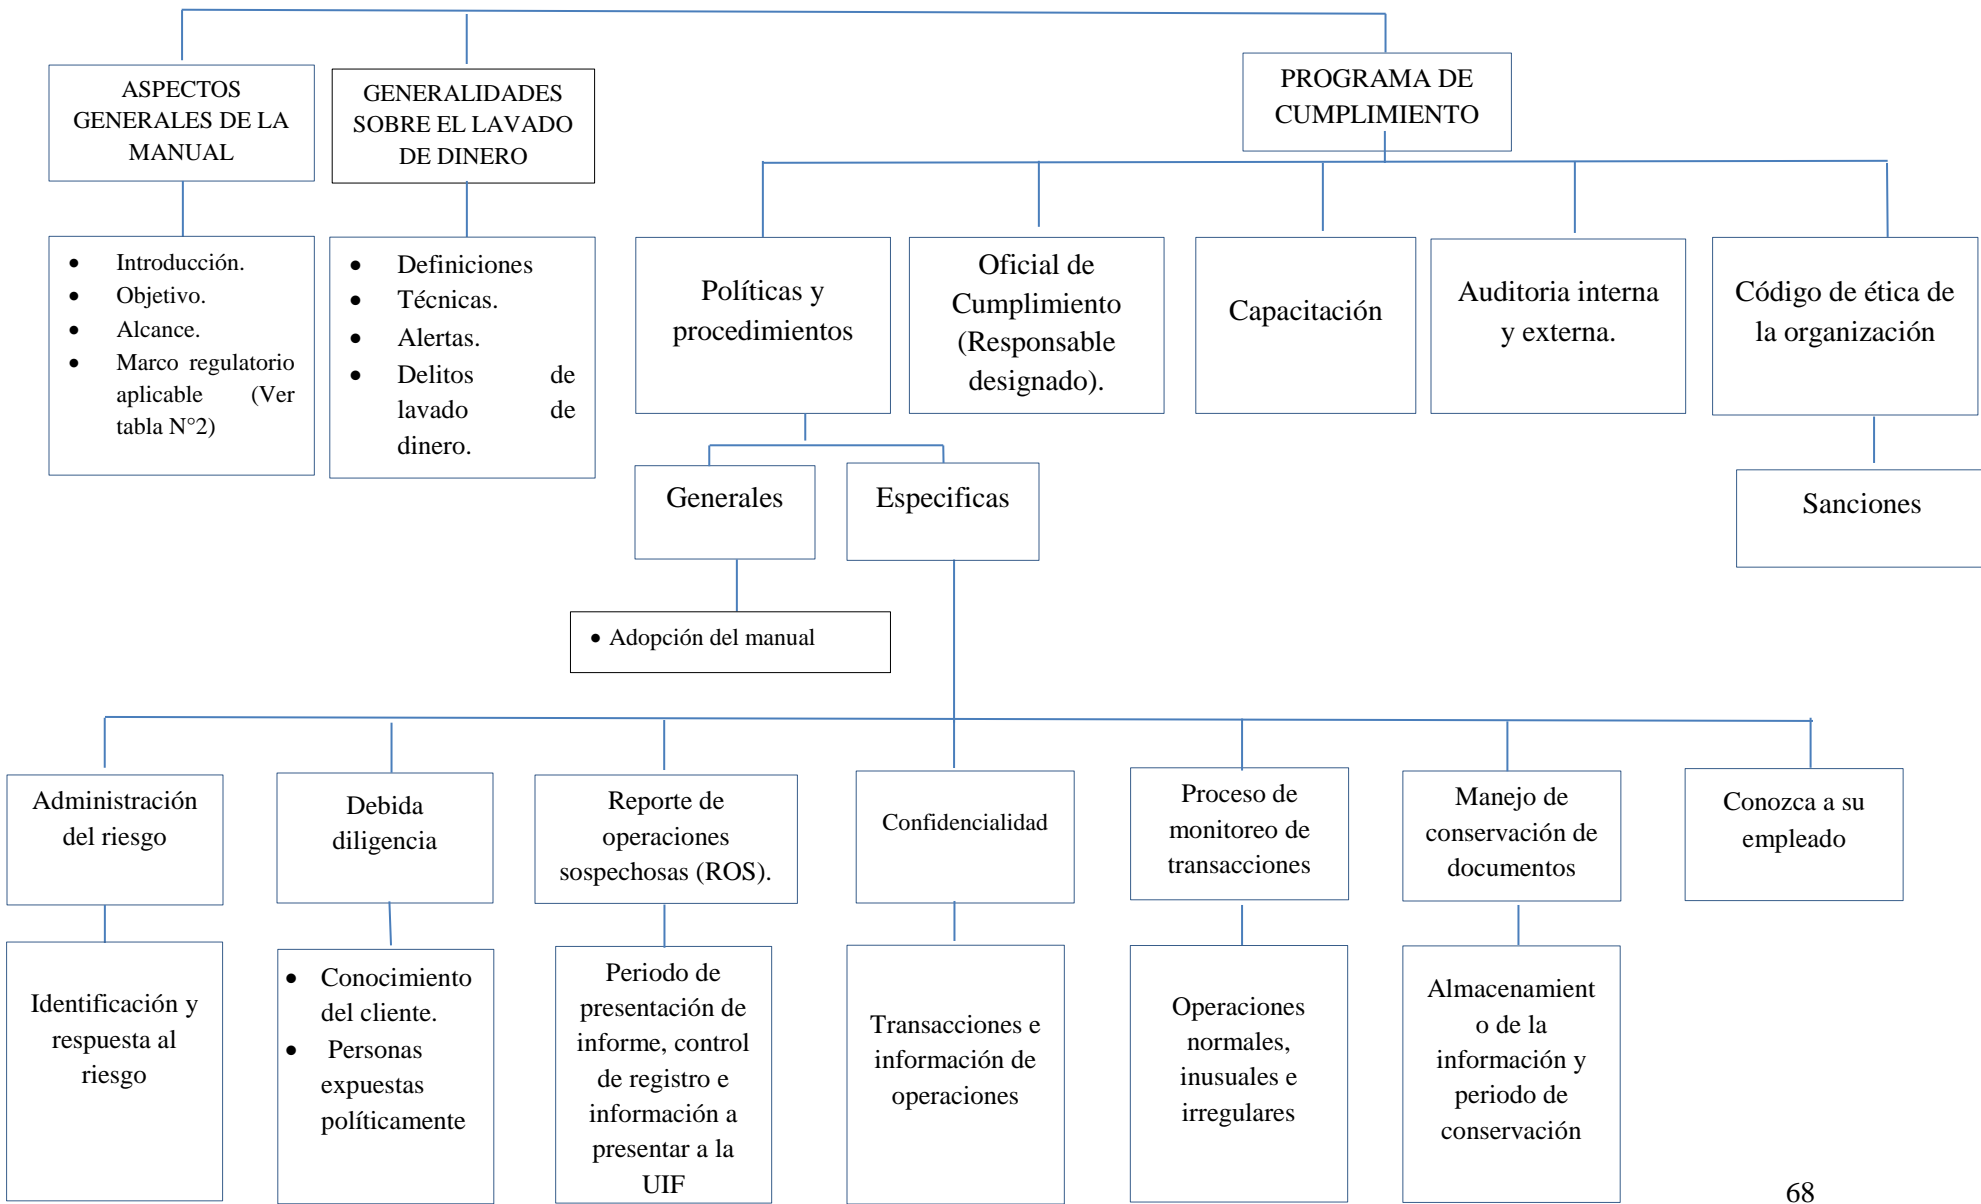 ASPECTOS
GENERALES DE LA
MANUAL
GENERALIDADES
SOBRE EL LAVADO
DE DINERO
PROGRAMA DE
CUMPLIMIENTO
• Introducción.
• Objetivo.
• Alcance.
• Marco regulatorio
aplicable (Ver
tabla N°2)
• Definiciones
• Técnicas.
• Alertas.
• Delitos de
lavado de
dinero.
Políticas y
procedimientos
Oficial de
Cumplimiento
(Responsable
designado).
Capacitación
Auditoria interna
y externa.
Código de ética de
la organización
Generales
Especificas
Sanciones
• Adopción del manual
Administración
del riesgo
Debida
diligencia
Reporte de
operaciones
sospechosas (ROS).
Confidencialidad
Proceso de
monitoreo de
transacciones
Manejo de
conservación de
documentos
Conozca a su
empleado
Identificación y
respuesta al
riesgo
• Conocimiento
del cliente.
• Personas
expuestas
políticamente
Periodo de
presentación de
informe, control
de registro e
información a
presentar a la
UIF
Transacciones e
información de
operaciones
Operaciones
normales,
inusuales e
irregulares
Almacenamient
o de la
información y
periodo de
conservación
68